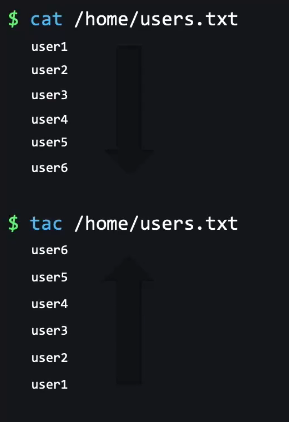 $ cat /home/users.txt
user1
user2
user3
user4
user5
user6
$ tac /home/users.txt
user6
user5
user4
user3
user2
user1